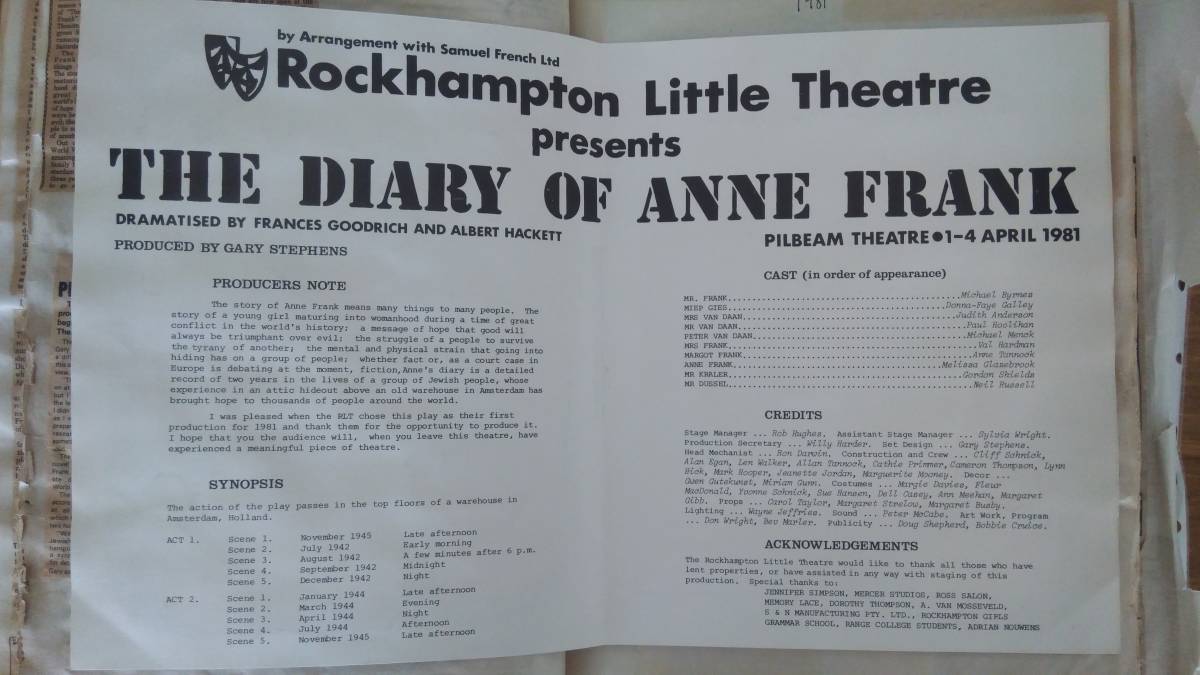 1981
by Arrangement with Samuel French Ltd
Rockhampton Little Theatre
presents
THE DIARY OF ANNE FRANK
DRAMATISED BY FRANCES GOODRICH AND ALBERT HACKETT
PRODUCED BY GARY STEPHENS
PILBEAM THEATRE • 1-4 APRIL 1981
PRODUCERS NOTE
The story of Anne Frank means many things to many people. The
story of a young girl maturing into womanhood during a time of great
conflict in the world's history; a message of hope that good will
always be triumphant over evil; the struggle of a people to survive
the tyrany of another; the mental and physical strain that going into
hiding has on a group of people; whether fact or, as a court case in
Europe is debating at the moment, fiction,Anne's diary is a detailed
record of two years in the lives of a group of Jewish people, whose
experience in an attic hideout above an old warehouse in Amsterdam has
brought hope to thousands of people around the world.
I was pleased when the RLT chose this play as their first
production for 1981 and thank them for the opportunity to produce it.
I hope that you the audience will, when you leave this theatre, have
experienced a meaningful piece of theatre.
SYNOPSIS
The action of the play passes in the top floors of a warehouse in
Amsterdam, Holland.
ACT 1. Scene 1. November 1945 Late afternoon
Scene 2. July 1942 Early morning
Scene 3. August 1942 A few minutes after 6 p.m.
Scene 4. September 1942 Midnight
Scene 5. December 1942 Night
ACT 2. Scene 1. January 1944 Late afternoon
Scene 2. March 1944 Evening
Scene 3. April 1944 Night
Scene 4. July 1944 Afternoon
Scene 5. November 1945 Late afternoon
CAST (in order of appearance)
MR. FRANK Michael Byrnes
MIEP GIES Donna-Faye Galley
MRS VAN DAAN Judith Anderson
MR VAN DAAN Paul Hoolihan
PETER VAN DAAN Michael Menck
MRS FRANK Val Hardman
MARGOT FRANK Anne Tannock
ANNE FRANK Melissa Glazebrook
MR KRALER Gordon Shields
MR DUSSEL Neil Russell
CREDITS
Stage Manager ... Rob Hughes. Assistant Stage Manager ... Sylvia Wright.
Production Secretary ... Willy Harder. Set Design ... Gary Stephens.
Head Mechanist ... Ron Darwin. Construction and Crew ... Cliff Schnick,
Alan Egan, Len Walker, Allan Tannock, Cathie Primmer, Cameron Thompson, Lynn
Hick, Mark Hooper, Jeanette Jordan, Marguerite Mooney. Decor ...
Gwen Gutekunst, Miriam Gunn. Costumes ... Margie Davies, Fleur
MacDonald, Yvonne Schnick, Sue Hansen, Dell Casey, Ann Meehan, Margaret
Gibb. Props ... Carol Taylor, Margaret Strelow, Margaret Busby.
Lighting ... Wayne Jeffries. Sound ... Peter McCabe. Art Work, Program
... Don Wright, Bev Marler. Publicity ... Doug Shepherd, Bobbie Cruice.
ACKNOWLEDGEMENTS
The Rockhampton Little Theatre would like to thank all those who have
lent properties, or have assisted in any way with staging of this
production. Special thanks to:
JENNIFER SIMPSON, MERCER STUDIOS, ROSS SALON,
MEMORY LACE, DOROTHY THOMPSON, A. VAN MOSSEVELD,
S & N MANUFACTURING PTY. LTD., ROCKHAMPTON GIRLS
GRAMMAR SCHOOL, RANGE COLLEGE STUDENTS, ADRIAN NOUWENS